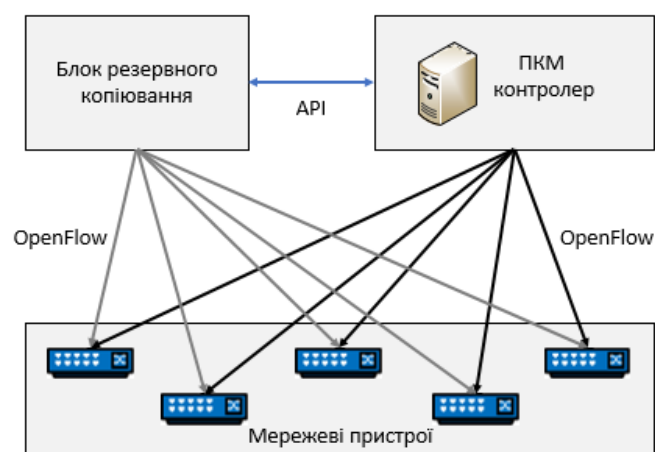 Блок резервного
копіювання
API
ПКМ
контролер
OpenFlow
OpenFlow
Мережеві пристрої